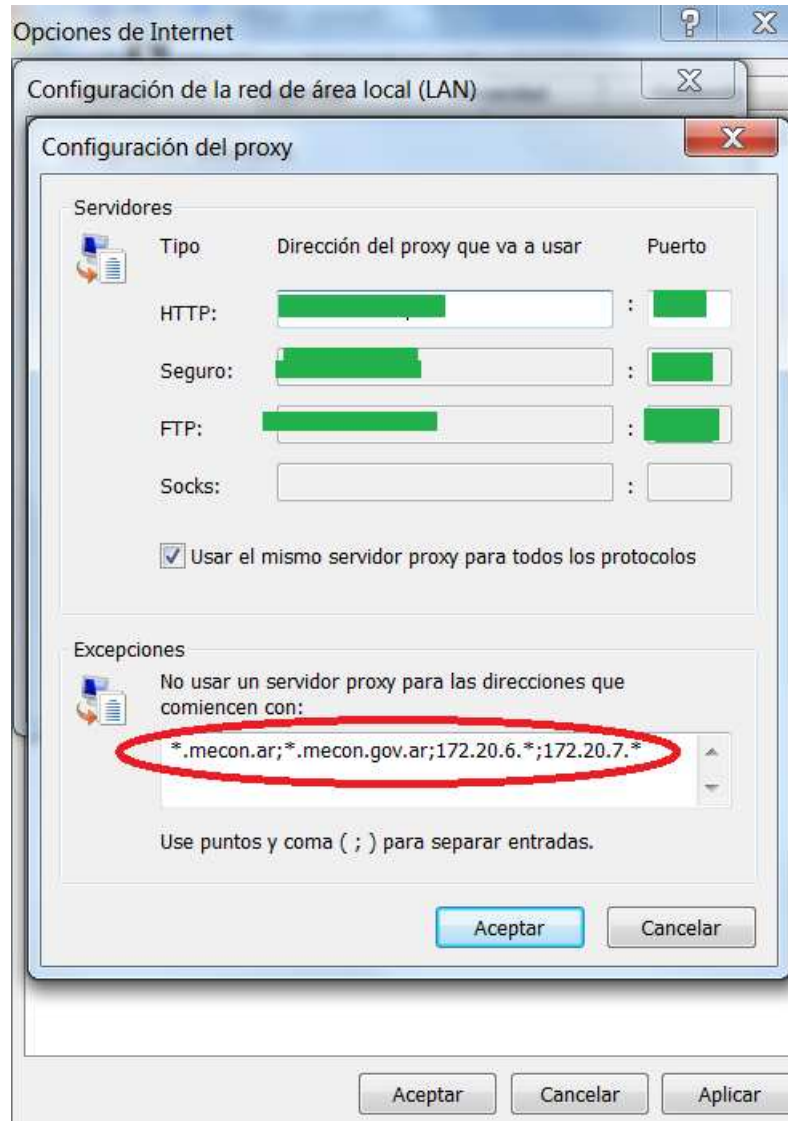 Opciones de Internet
Configuración de la red de área local (LAN)
Configuración del proxy
Servidores
Tipo Dirección del proxy que va a usar Puerto
HTTP: :
Seguro: :
FTP: :
Socks: :
Usar el mismo servidor proxy para todos los protocolos
Excepciones
No usar un servidor proxy para las direcciones que
comiencen con:
*.mecon.ar;*.mecon.gov.ar;172.20.6.*;172.20.7.*
Use puntos y coma ( ; ) para separar entradas.
Aceptar Cancelar
Aceptar Cancelar Aplicar